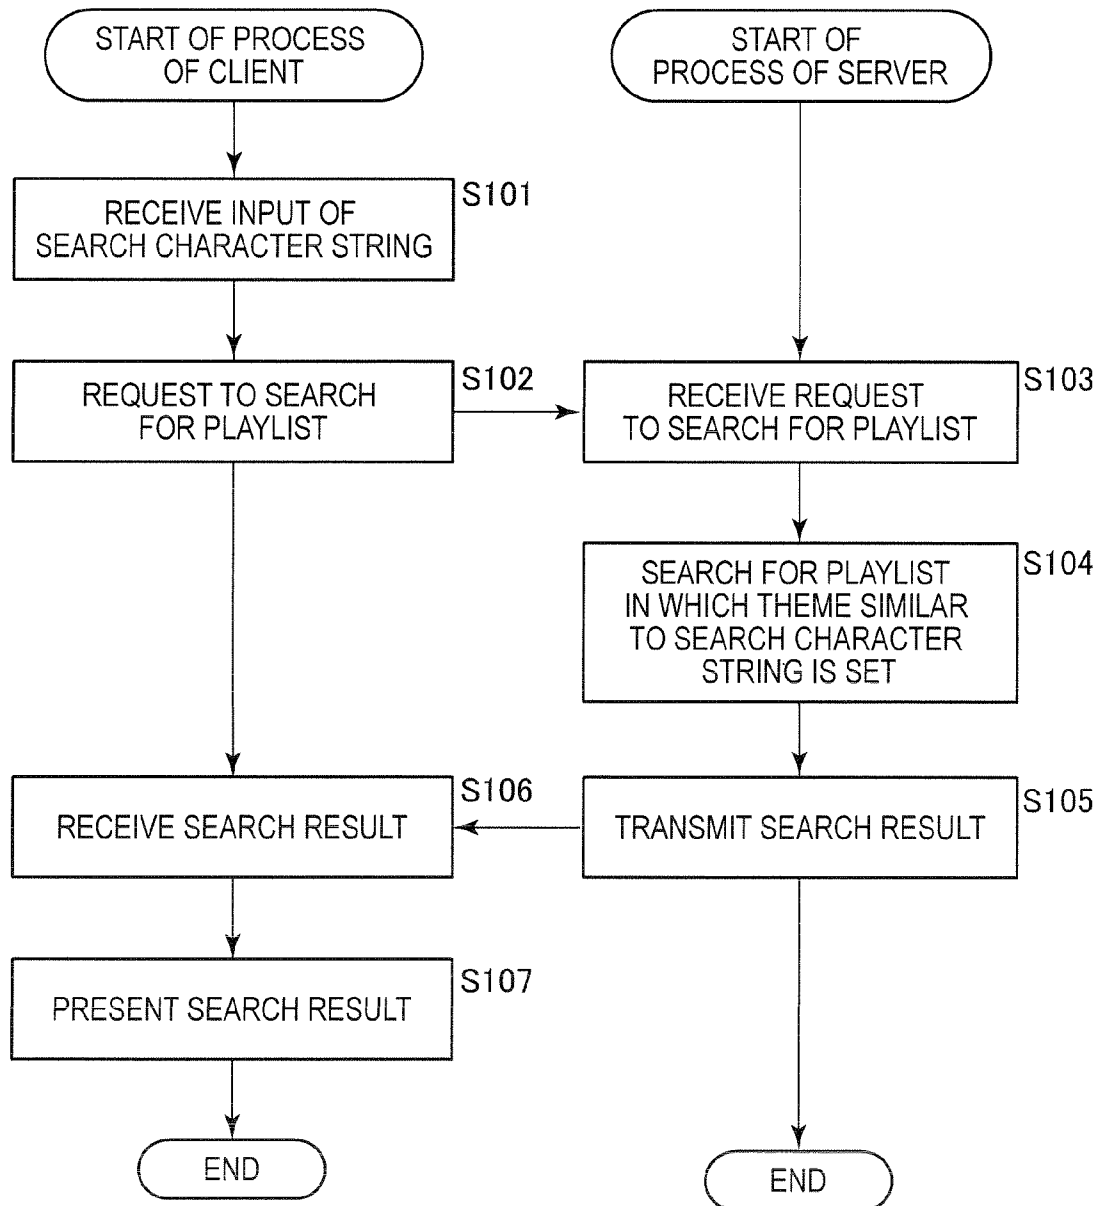 START OF PROCESS
OF CLIENT
START OF
PROCESS OF SERVER
S101
RECEIVE INPUT OF
SEARCH CHARACTER STRING
S102
REQUEST TO SEARCH
FOR PLAYLIST
S103
RECEIVE REQUEST
TO SEARCH FOR PLAYLIST
S104
SEARCH FOR PLAYLIST
IN WHICH THEME SIMILAR
TO SEARCH CHARACTER
STRING IS SET
S106
RECEIVE SEARCH RESULT
S105
TRANSMIT SEARCH RESULT
S107
PRESENT SEARCH RESULT
END
END